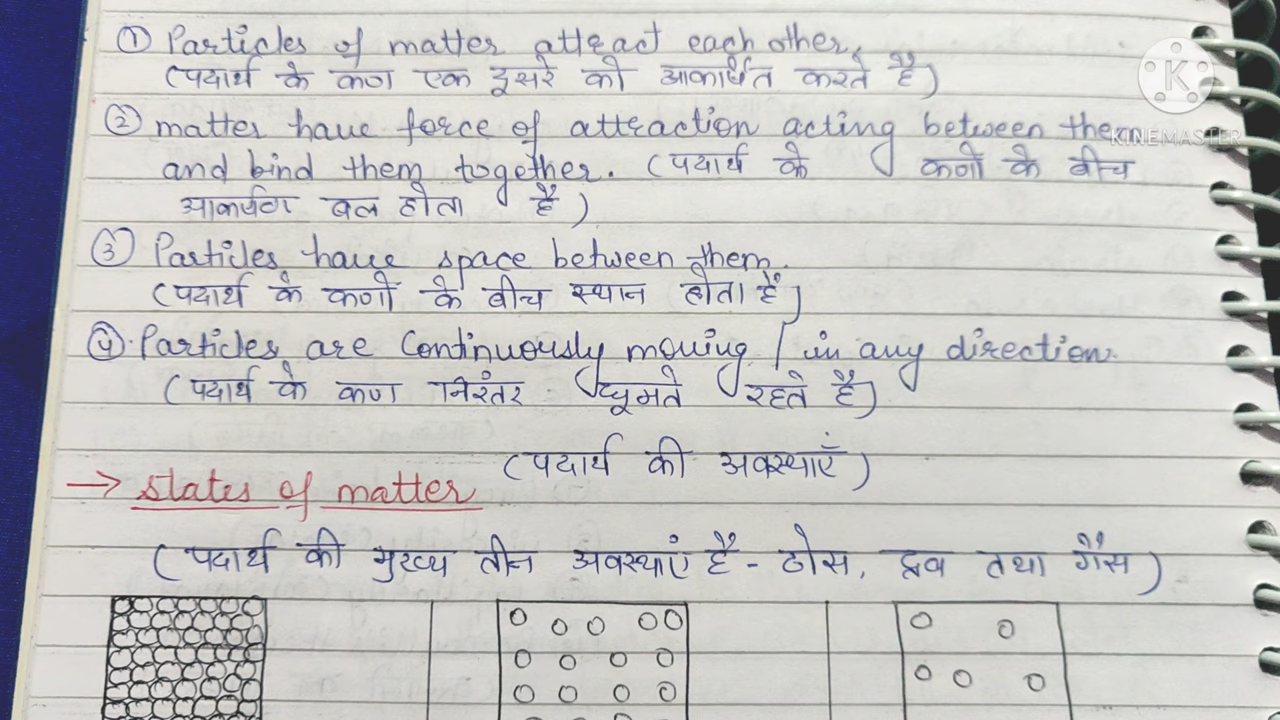 ① Particles of matter attract each other.
(पदार्थ के कण एक दूसरे को आकर्षित करते है)
② matter have force of attraction acting between them
and bind them together. (पदार्थ के कणो के बीच
आकर्षण बल होता है)
③ Particles have space between them.
(पदार्थ के कणो के बीच स्थान होता है)
④ Particles are Continuously moving / in any direction.
(पदार्थ के कण निरंतर घूमते रहते है)
(पदार्थ की अवस्थाएँ)
→ states of matter
(पदार्थ की मुख्य तीन अवस्थाएं है - ठोस, द्रव तथा गैस)
K
KINEMASTER